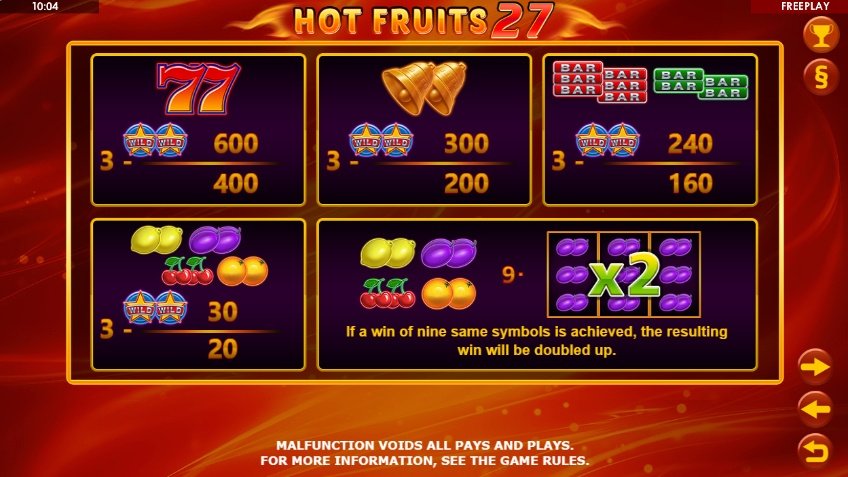 10:04
HOT FRUITS 27
FREEPLAY
§
77
3 - WILD WILD 600
400
3 - WILD WILD 300
200
BAR BAR
BAR BAR BAR BAR
BAR BAR BAR BAR
BAR BAR
3 - WILD WILD 240
160
3 - WILD WILD 30
20
9· x2
If a win of nine same symbols is achieved, the resulting
win will be doubled up.
MALFUNCTION VOIDS ALL PAYS AND PLAYS.
FOR MORE INFORMATION, SEE THE GAME RULES.